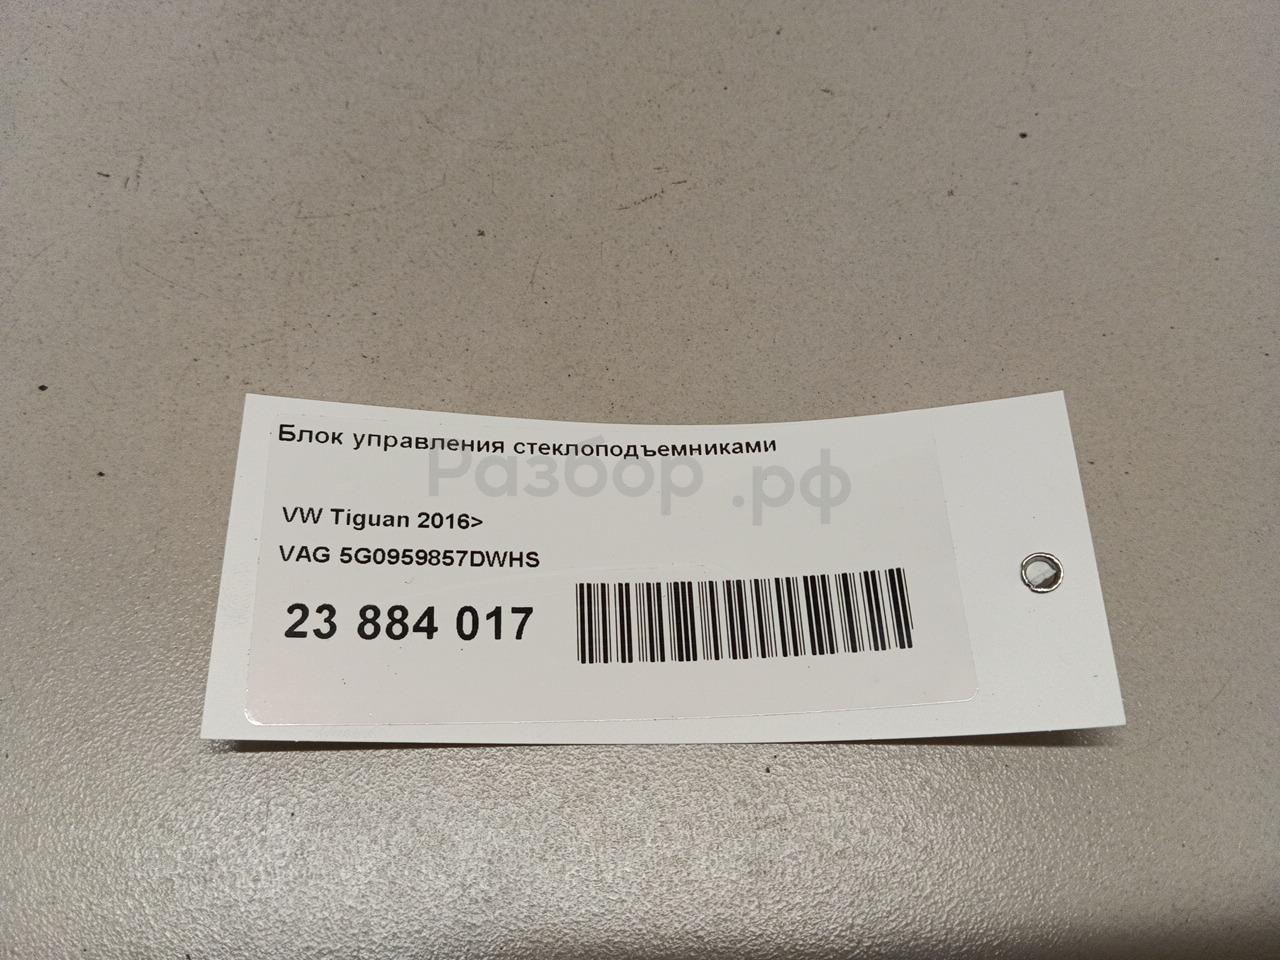 Блок управления стеклоподъемниками
Разбор.рф
VW Tiguan 2016>
VAG 5G0959857DWHS
23 884 017